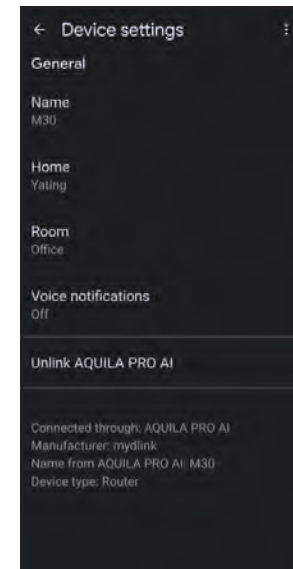 Device settings
General
Name
M30
Home
Yating
Room
Office
Voice notifications
Off
Unlink AQUILA PRO AI
Connected through: AQUILA PRO AI
Manufacturer: mydlink
Name from AQUILA PRO AI: M30
Device type: Router